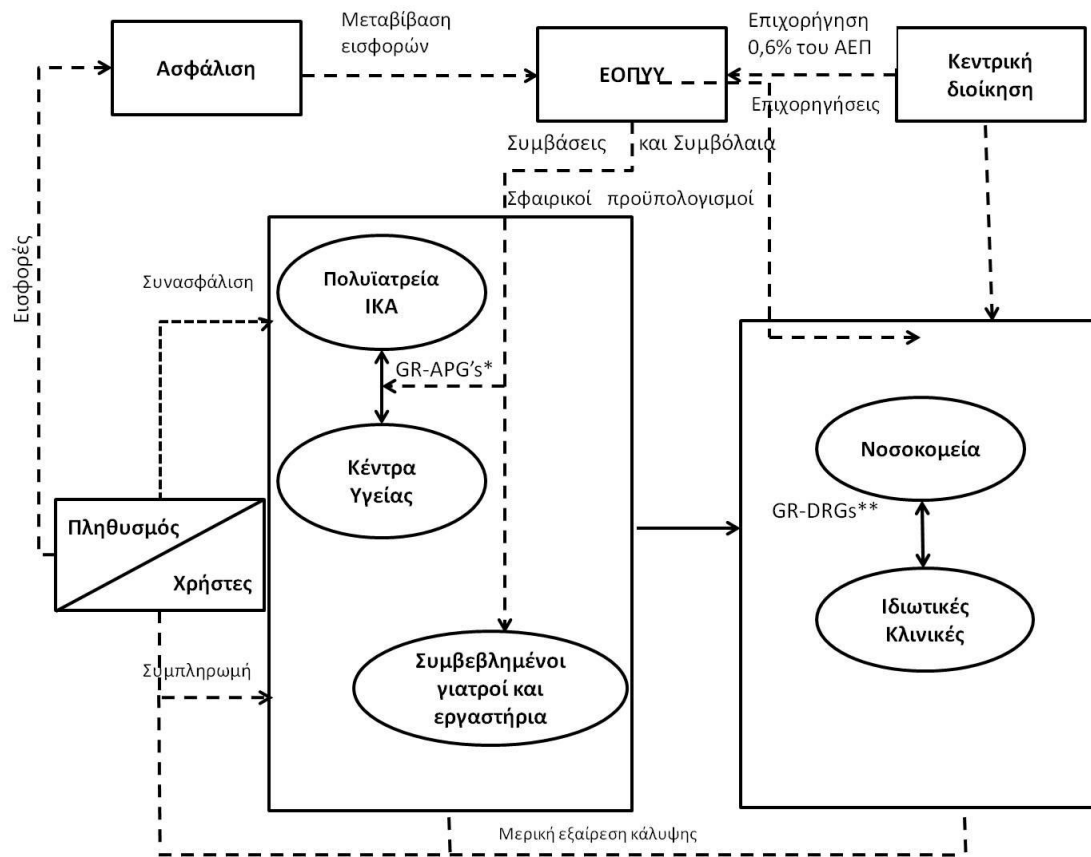 Μεταβίβαση
εισφορών
Επιχορήγηση
0,6% του ΑΕΠ
Ασφάλιση
ΕΟΠΥΥ
Κεντρική
διοίκηση
Επιχορηγήσεις
Συμβάσεις και Συμβόλαια
Σφαιρικοί προϋπολογισμοί
Εισφορές
Συνασφάλιση
Πολυϊατρεία
ΙΚΑ
GR-APG’s*
Κέντρα
Υγείας
Νοσοκομεία
GR-DRGs**
Ιδιωτικές
Κλινικές
Πληθυσμός
Χρήστες
Συμπληρωμή
Συμβεβλημένοι
γιατροί και
εργαστήρια
Μερική εξαίρεση κάλυψης